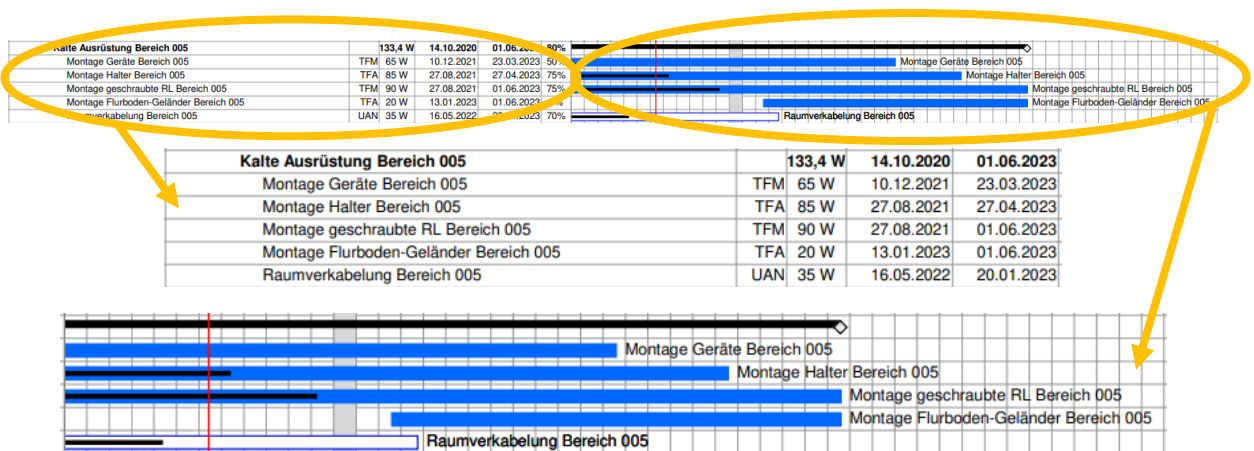 Kalte Ausrüstung Bereich 005 133,4 W 14.10.2020 80%
Montage Geräte Bereich 005 TFM 65 W 10.12.2021 23.03.2023 50% Montage Geräte Bereich 005
Montage Halter Bereich 005 TFA 85 W 27.08.2021 27.04.2023 75% Montage Halter Bereich 005
Montage geschraubte RL Bereich 005 TFM 90 W 27.08.2021 01.06.2023 75% Montage geschraubte RL Bereich 005
Montage Flurboden-Geländer Bereich 005 TFA 20 W 13.01.2023 01.06.2023 Montage Flurboden-Geländer Bereich 005
Raumverkabelung Bereich 005 UAN 35 W 16.05.2022 70% Raumverkabelung Bereich 005
Kalte Ausrüstung Bereich 005 133,4 W 14.10.2020 01.06.2023
Montage Geräte Bereich 005 TFM 65 W 10.12.2021 23.03.2023
Montage Halter Bereich 005 TFA 85 W 27.08.2021 27.04.2023
Montage geschraubte RL Bereich 005 TFM 90 W 27.08.2021 01.06.2023
Montage Flurboden-Geländer Bereich 005 TFA 20 W 13.01.2023 01.06.2023
Raumverkabelung Bereich 005 UAN 35 W 16.05.2022 20.01.2023
Montage Geräte Bereich 005
Montage Halter Bereich 005
Montage geschraubte RL Bereich 005
Montage Flurboden-Geländer Bereich 005
Raumverkabelung Bereich 005